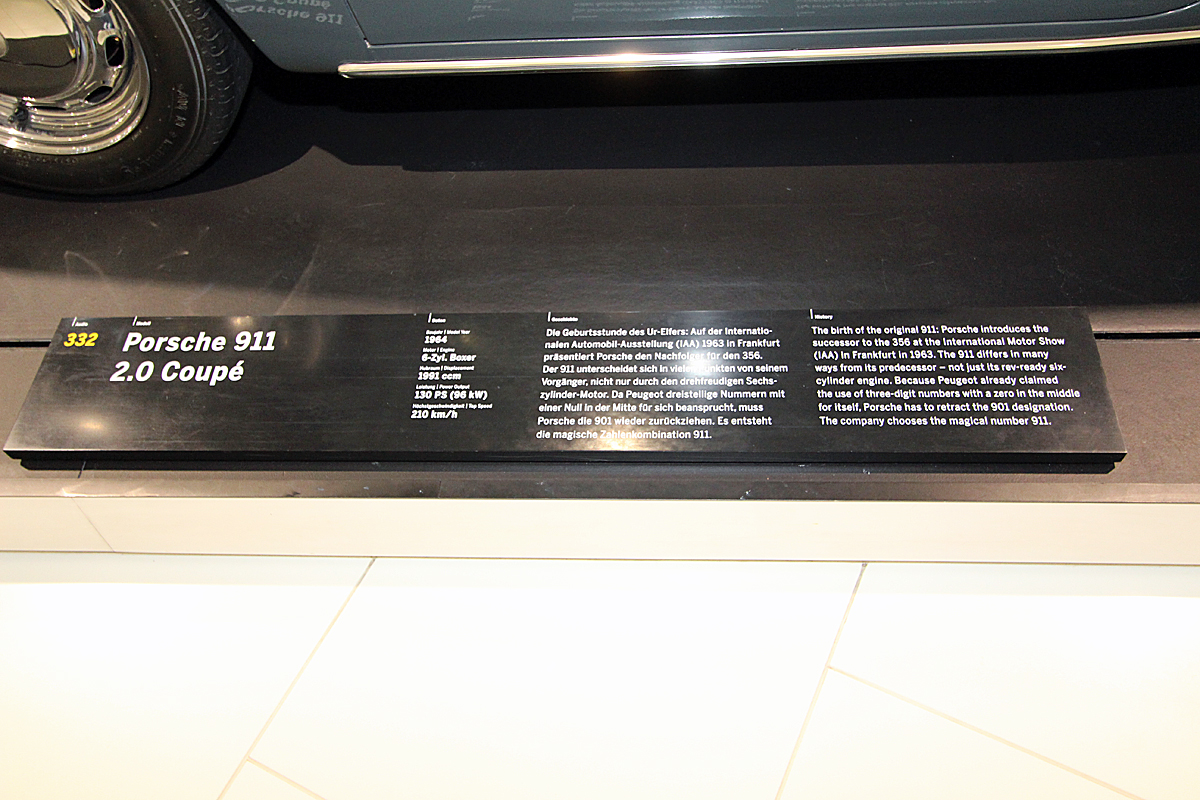 Porsche 911
Audio
332
Modell
Porsche 911
2.0 Coupé
Daten
Baujahr | Model Year
1964
Motor | Engine
6-Zyl. Boxer
Hubraum | Displacement
1991 ccm
Leistung | Power Output
130 PS (96 kW)
Höchstgeschwindigkeit | Top Speed
210 km/h
Geschichte
Die Geburtsstunde des Ur-Elfers: Auf der Internatio-
nalen Automobil-Ausstellung (IAA) 1963 in Frankfurt
präsentiert Porsche den Nachfolger für den 356.
Der 911 unterscheidet sich in vielen Punkten von seinem
Vorgänger, nicht nur durch den drehfreudigen Sechs-
zylinder-Motor. Da Peugeot dreistellige Nummern mit
einer Null in der Mitte für sich beansprucht, muss
Porsche die 901 wieder zurückziehen. Es entsteht
die magische Zahlenkombination 911.
History
The birth of the original 911: Porsche introduces the
successor to the 356 at the International Motor Show
(IAA) in Frankfurt in 1963. The 911 differs in many
ways from its predecessor – not just its rev-ready six-
cylinder engine. Because Peugeot already claimed
the use of three-digit numbers with a zero in the middle
for itself, Porsche has to retract the 901 designation.
The company chooses the magical number 911.